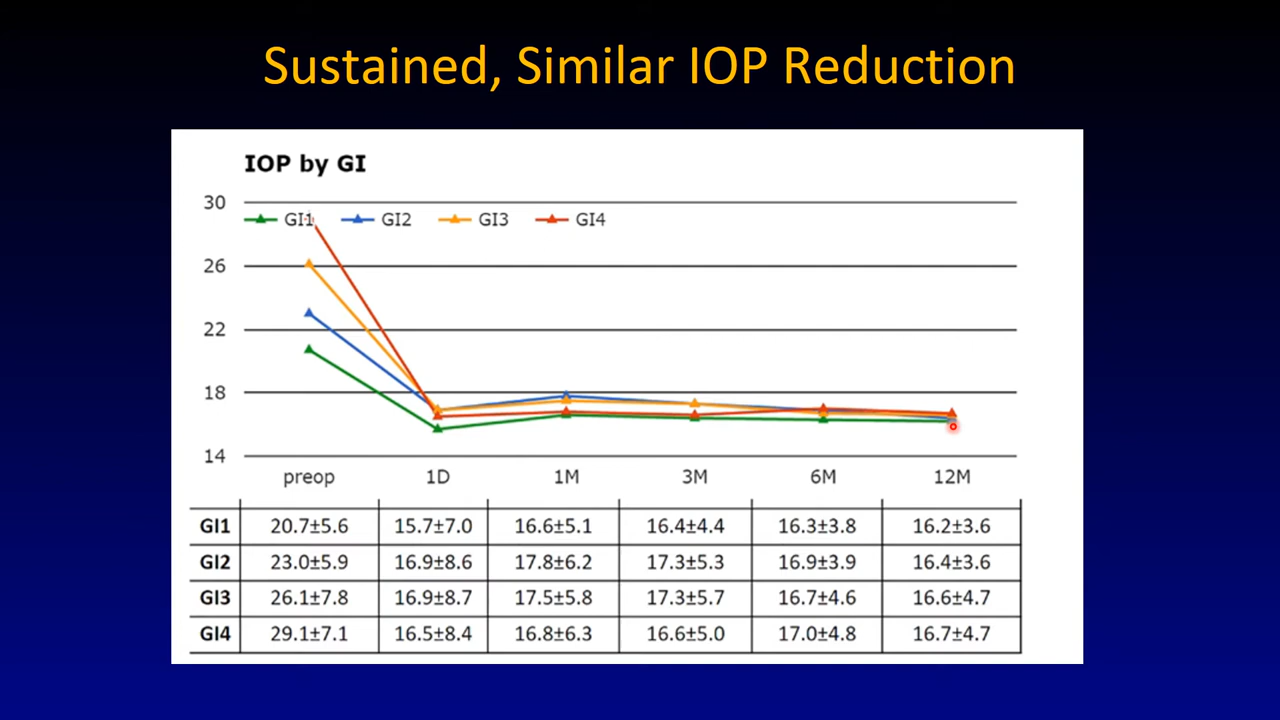 Sustained, Similar IOP Reduction
IOP by GI
30
GI1 GI2 GI3 GI4
26
22
18
14
preop 1D 1M 3M 6M 12M
GI1 20.7±5.6 15.7±7.0 16.6±5.1 16.4±4.4 16.3±3.8 16.2±3.6
GI2 23.0±5.9 16.9±8.6 17.8±6.2 17.3±5.3 16.9±3.9 16.4±3.6
GI3 26.1±7.8 16.9±8.7 17.5±5.8 17.3±5.7 16.7±4.6 16.6±4.7
GI4 29.1±7.1 16.5±8.4 16.8±6.3 16.6±5.0 17.0±4.8 16.7±4.7